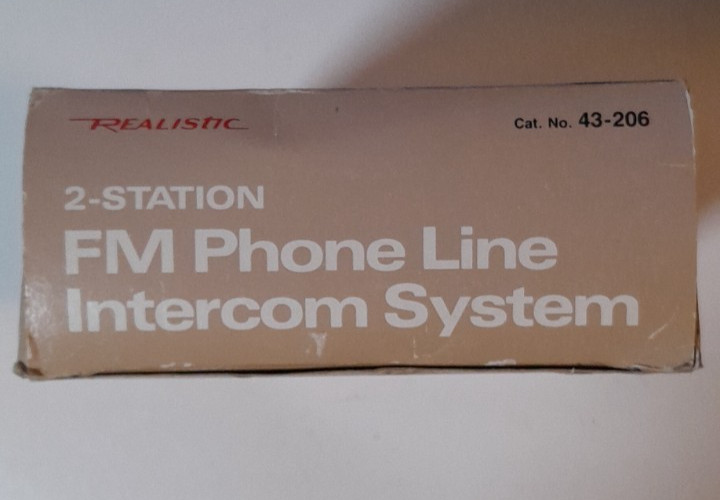 REALISTIC
Cat. No. 43-206
2-STATION
FM Phone Line
Intercom System